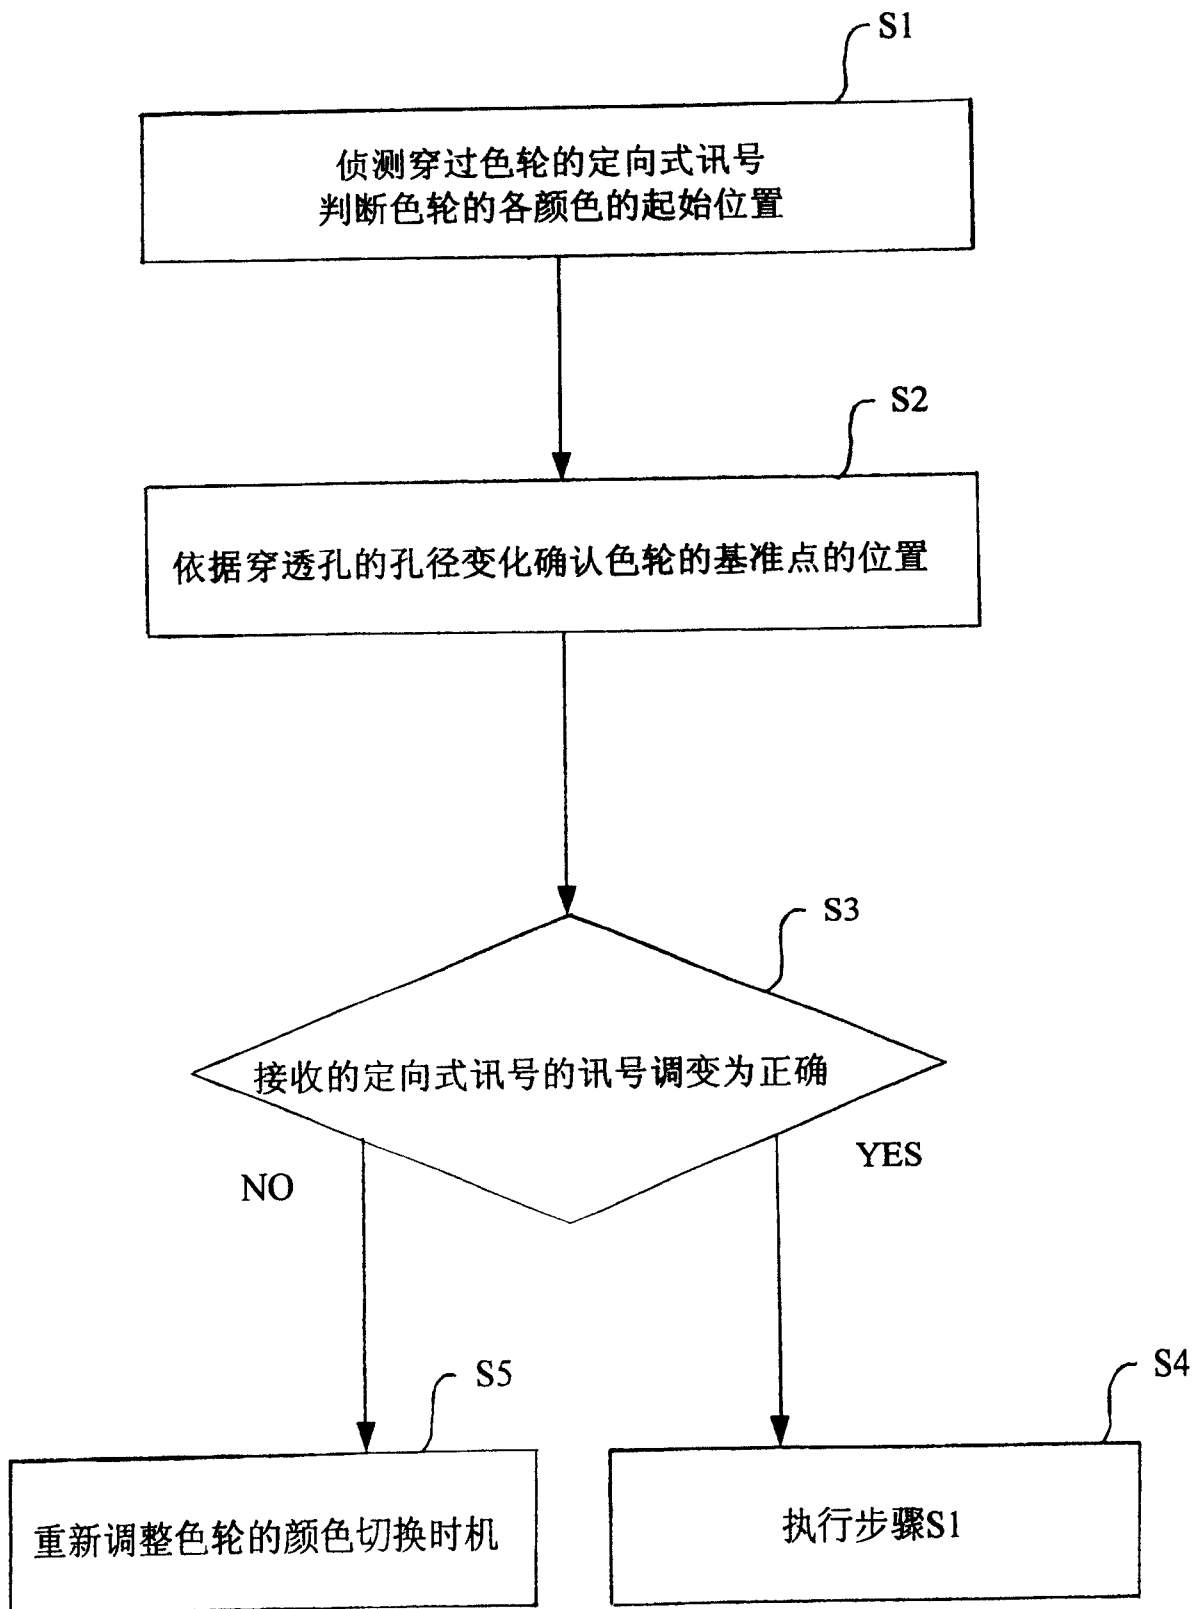 S1
侦测穿过色轮的定向式讯号
判断色轮的各颜色的起始位置
S2
依据穿透孔的孔径变化确认色轮的基准点的位置
S3
接收的定向式讯号的讯号调变为正确
NO
YES
S5
S4
重新调整色轮的颜色切换时机
执行步骤S1